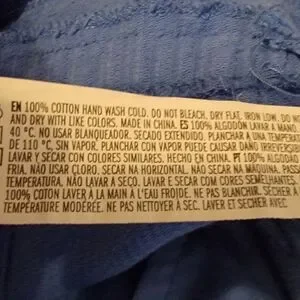 EN 100% COTTON HAND WASH COLD. DO NOT BLEACH. DRY FLAT. IRON LOW. DO
AND DRY WITH LIKE COLORS. MADE IN CHINA. ES 100% ALGODÓN LAVAR A MANO
40 °C. NO USAR BLANQUEADOR. SECADO EXTENDIDO. PLANCHAR A UNA TEMPERA
DE 110 °C, SIN VAPOR. PLANCHAR CON VAPOR PUEDE CAUSAR DAÑO IRREVERSI
LAVAR Y SECAR CON COLORES SIMILARES. HECHO EN CHINA. PT 100% ALGODÃO
FRIA. NÃO USAR CLORO. SECAR NA HORIZONTAL. NÃO SECAR NA MÁQUINA. PASSA
TEMPERATURA. NÃO LAVAR A SECO. LAVAR E SECAR COM CORES SEMELHANTES.
100% COTON LAVER A LA MAIN À L'EAU FROIDE. NE PAS BLANCHIR. SÉCHER À
TEMPÉRATURE MODÉRÉE. NE PAS NETTOYER À SEC. LAVER ET SÉCHER AVEC